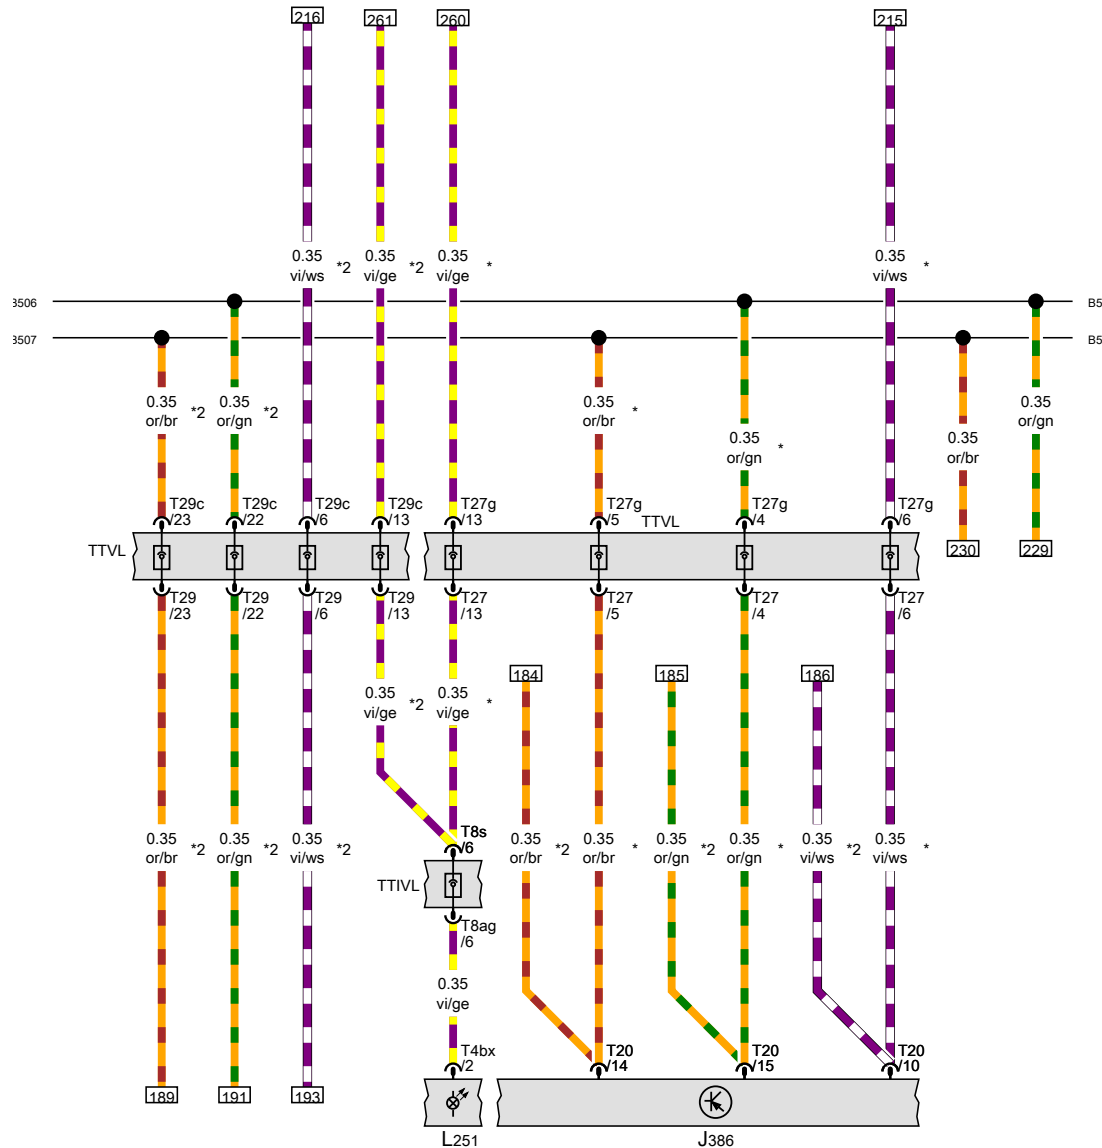 216
261
260
215
0.35
vi/ws
*2
0.35
vi/ge
*2
0.35
vi/ge
*
0.35
vi/ws
*
3506
B5
3507
B5
0.35
or/br
*2
0.35
or/gn
*2
0.35
or/br
*
0.35
or/gn
*
0.35
or/br
0.35
or/gn
T29c
/23
T29c
/22
T29c
/6
T29c
/13
T27g
/13
T27g
/5
T27g
/4
T27g
/6
TTVL
TTVL
230
229
T29
/23
T29
/22
T29
/6
T29
/13
T27
/13
T27
/5
T27
/4
T27
/6
184
185
186
0.35
vi/ge
*2
0.35
vi/ge
*
T8s
/6
0.35
or/br
*2
0.35
or/gn
*2
0.35
vi/ws
*2
0.35
or/br
*2
0.35
or/br
*
0.35
or/gn
*2
0.35
or/gn
*
0.35
vi/ws
*2
0.35
vi/ws
*
TTIVL
T8ag
/6
0.35
vi/ge
T4bx
/2
T20
/14
T20
/15
T20
/10
189
191
193
L251
J386